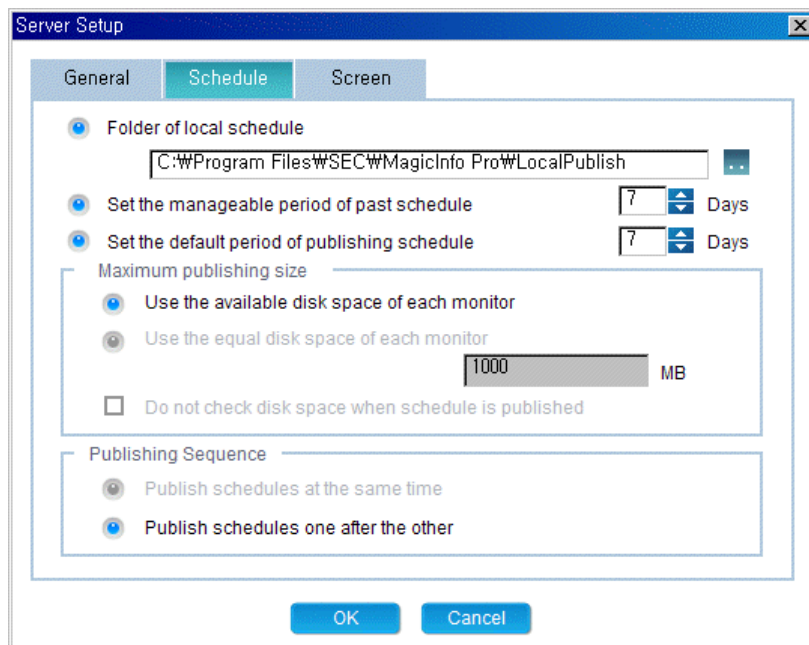 Server Setup
General Schedule Screen
Folder of local schedule
C:₩Program Files₩SEC₩MagicInfo Pro₩LocalPublish
..
Set the manageable period of past schedule 7 Days
Set the default period of publishing schedule 7 Days
Maximum publishing size
Use the available disk space of each monitor
Use the equal disk space of each monitor
1000 MB
Do not check disk space when schedule is published
Publishing Sequence
Publish schedules at the same time
Publish schedules one after the other
OK Cancel